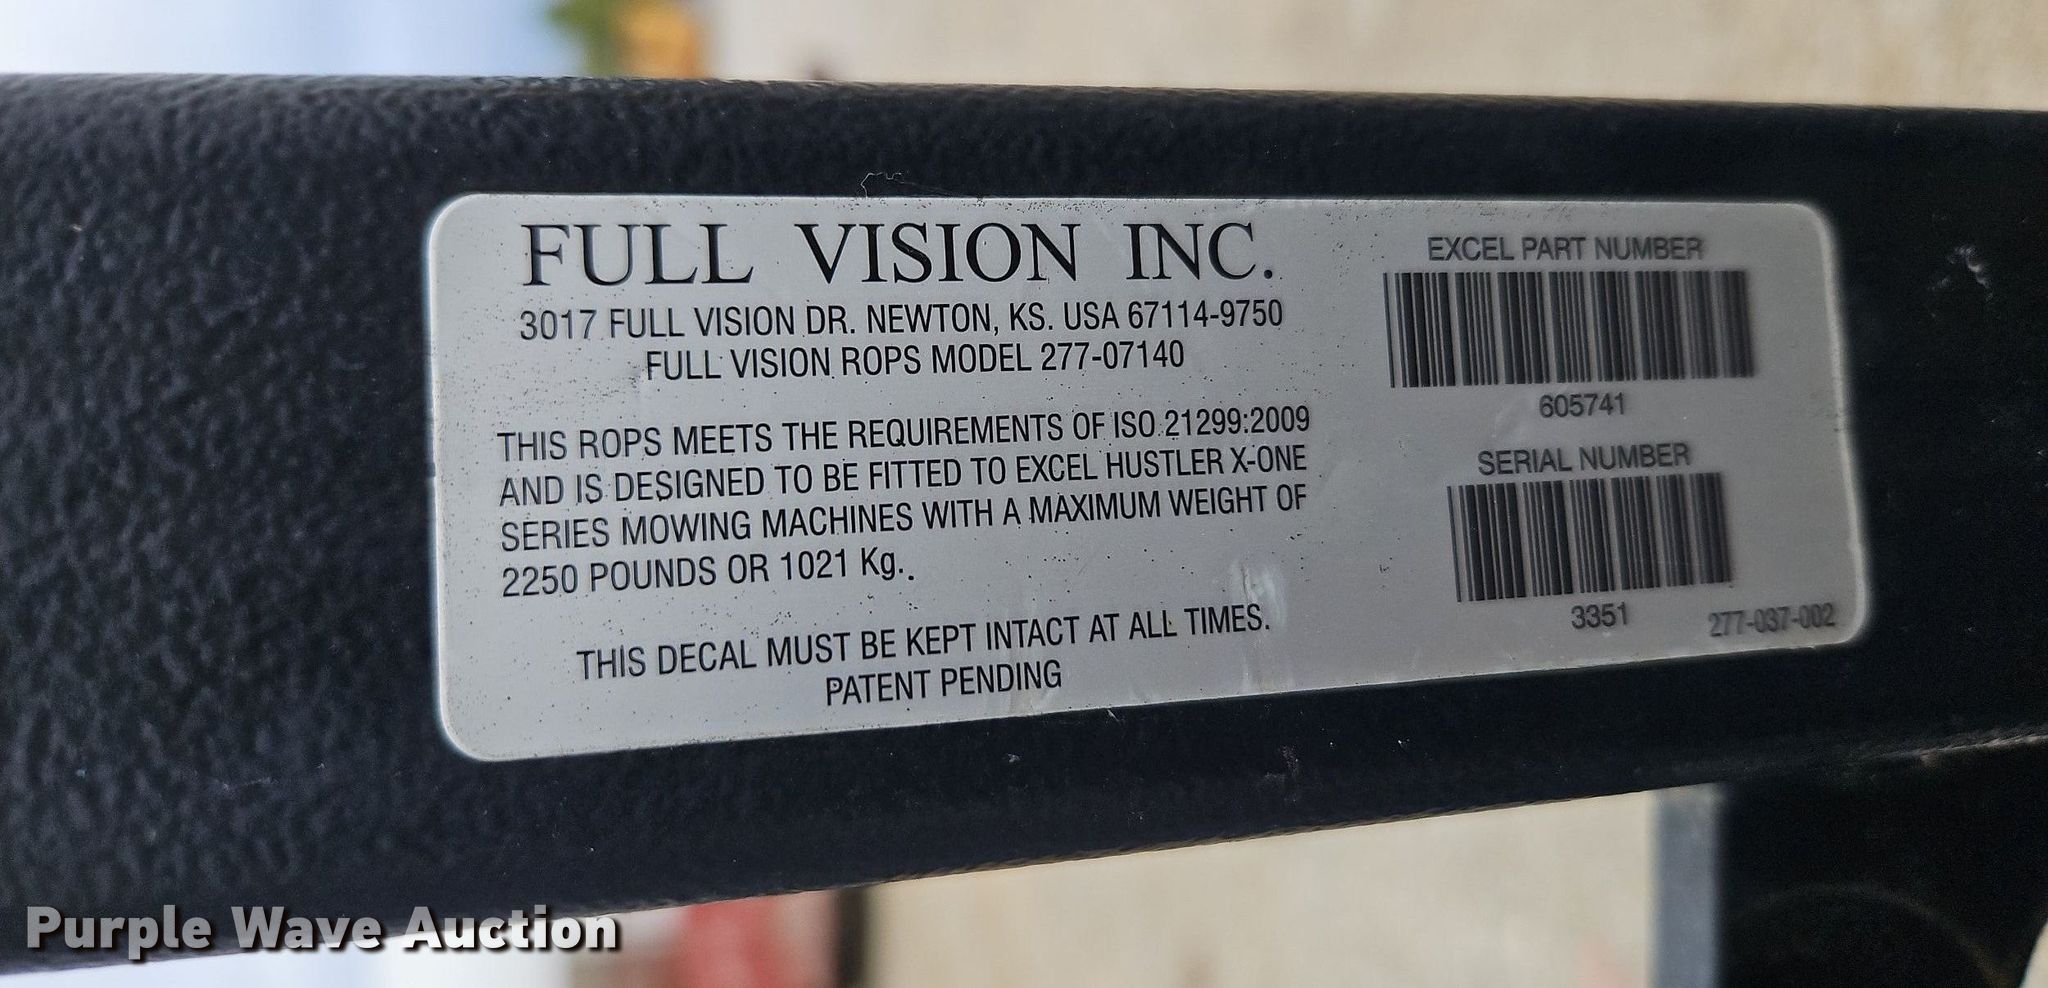 FULL VISION INC.
3017 FULL VISION DR. NEWTON, KS. USA 67114-9750
FULL VISION ROPS MODEL 277-07140
THIS ROPS MEETS THE REQUIREMENTS OF ISO 21299:2009
AND IS DESIGNED TO BE FITTED TO EXCEL HUSTLER X-ONE
SERIES MOWING MACHINES WITH A MAXIMUM WEIGHT OF
2250 POUNDS OR 1021 Kg.
THIS DECAL MUST BE KEPT INTACT AT ALL TIMES.
PATENT PENDING
EXCEL PART NUMBER
605741
SERIAL NUMBER
3351
277-037-002
Purple Wave Auction